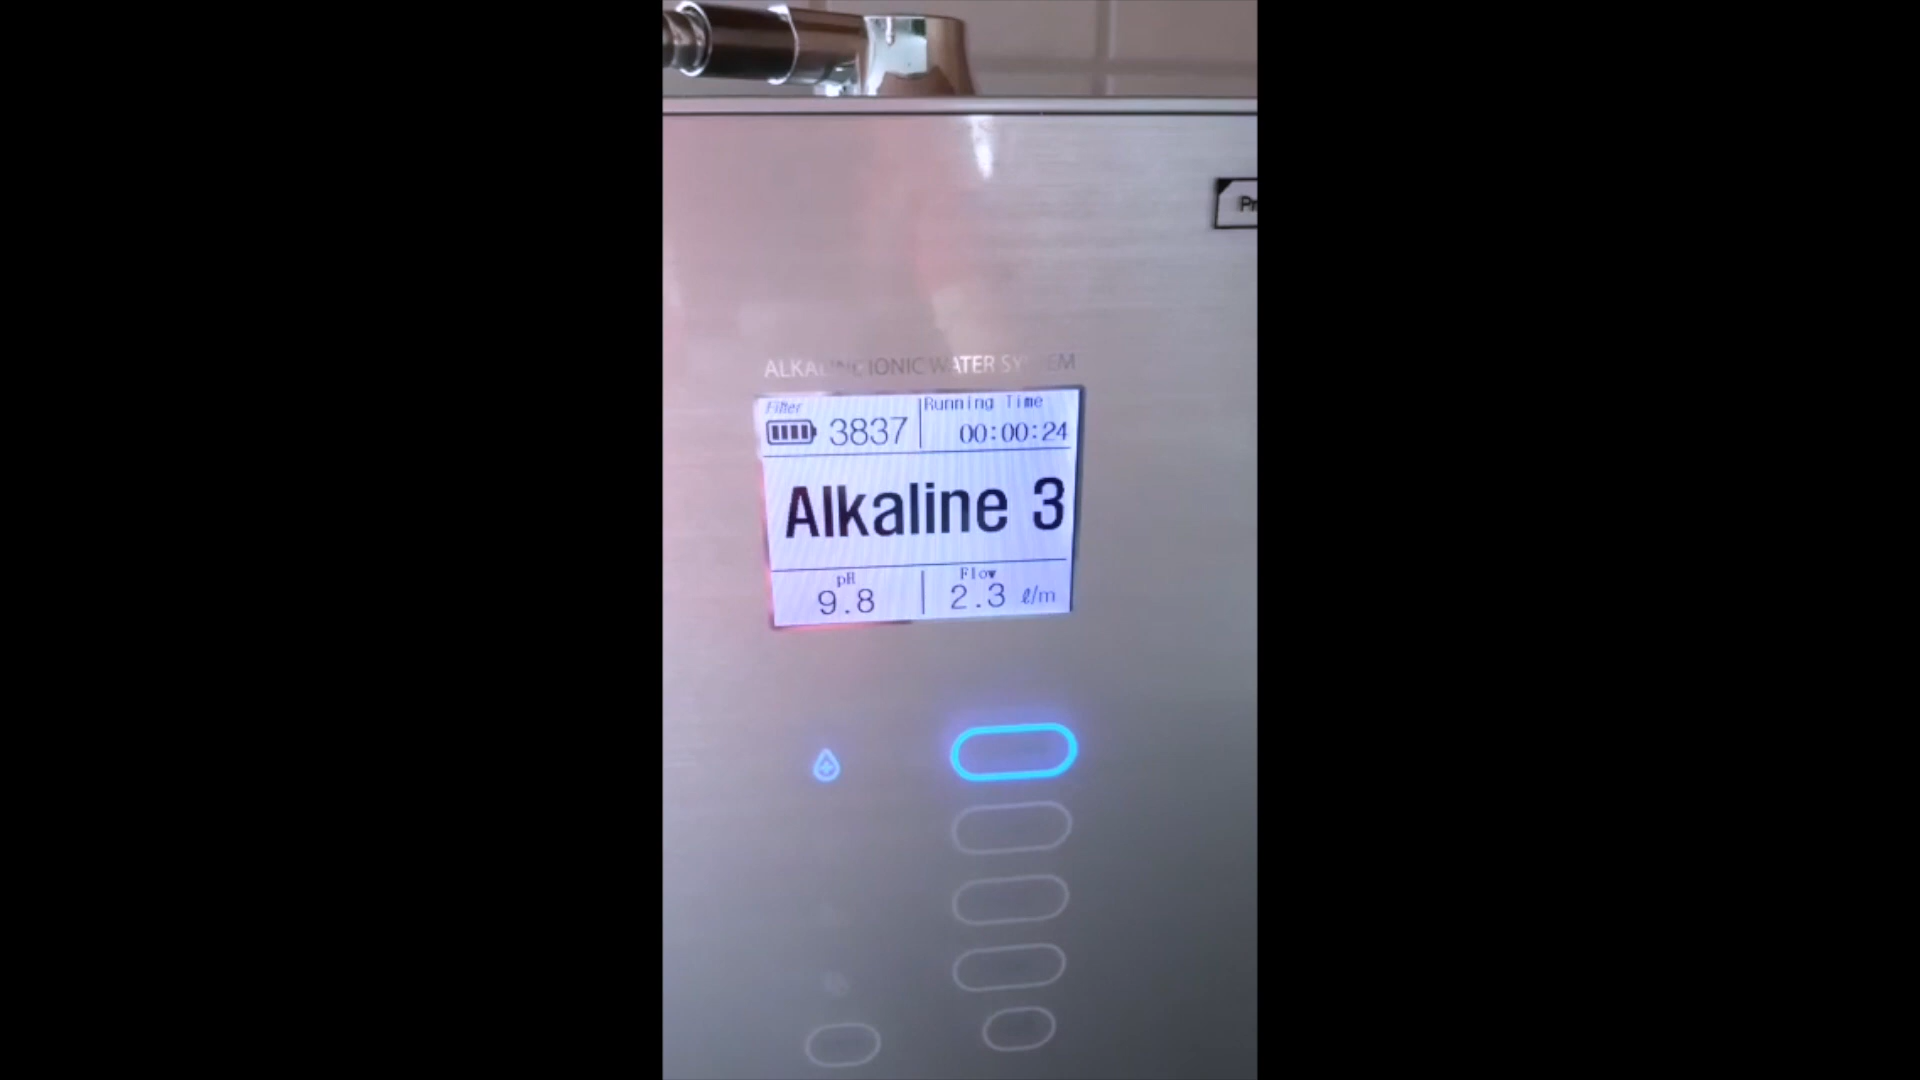 ALKALINE IONIC WATER SYSTEM
Filter
3837
Running Time
00:00:24
Alkaline 3
pH
9.8
Flow
2.3 ℓ/m